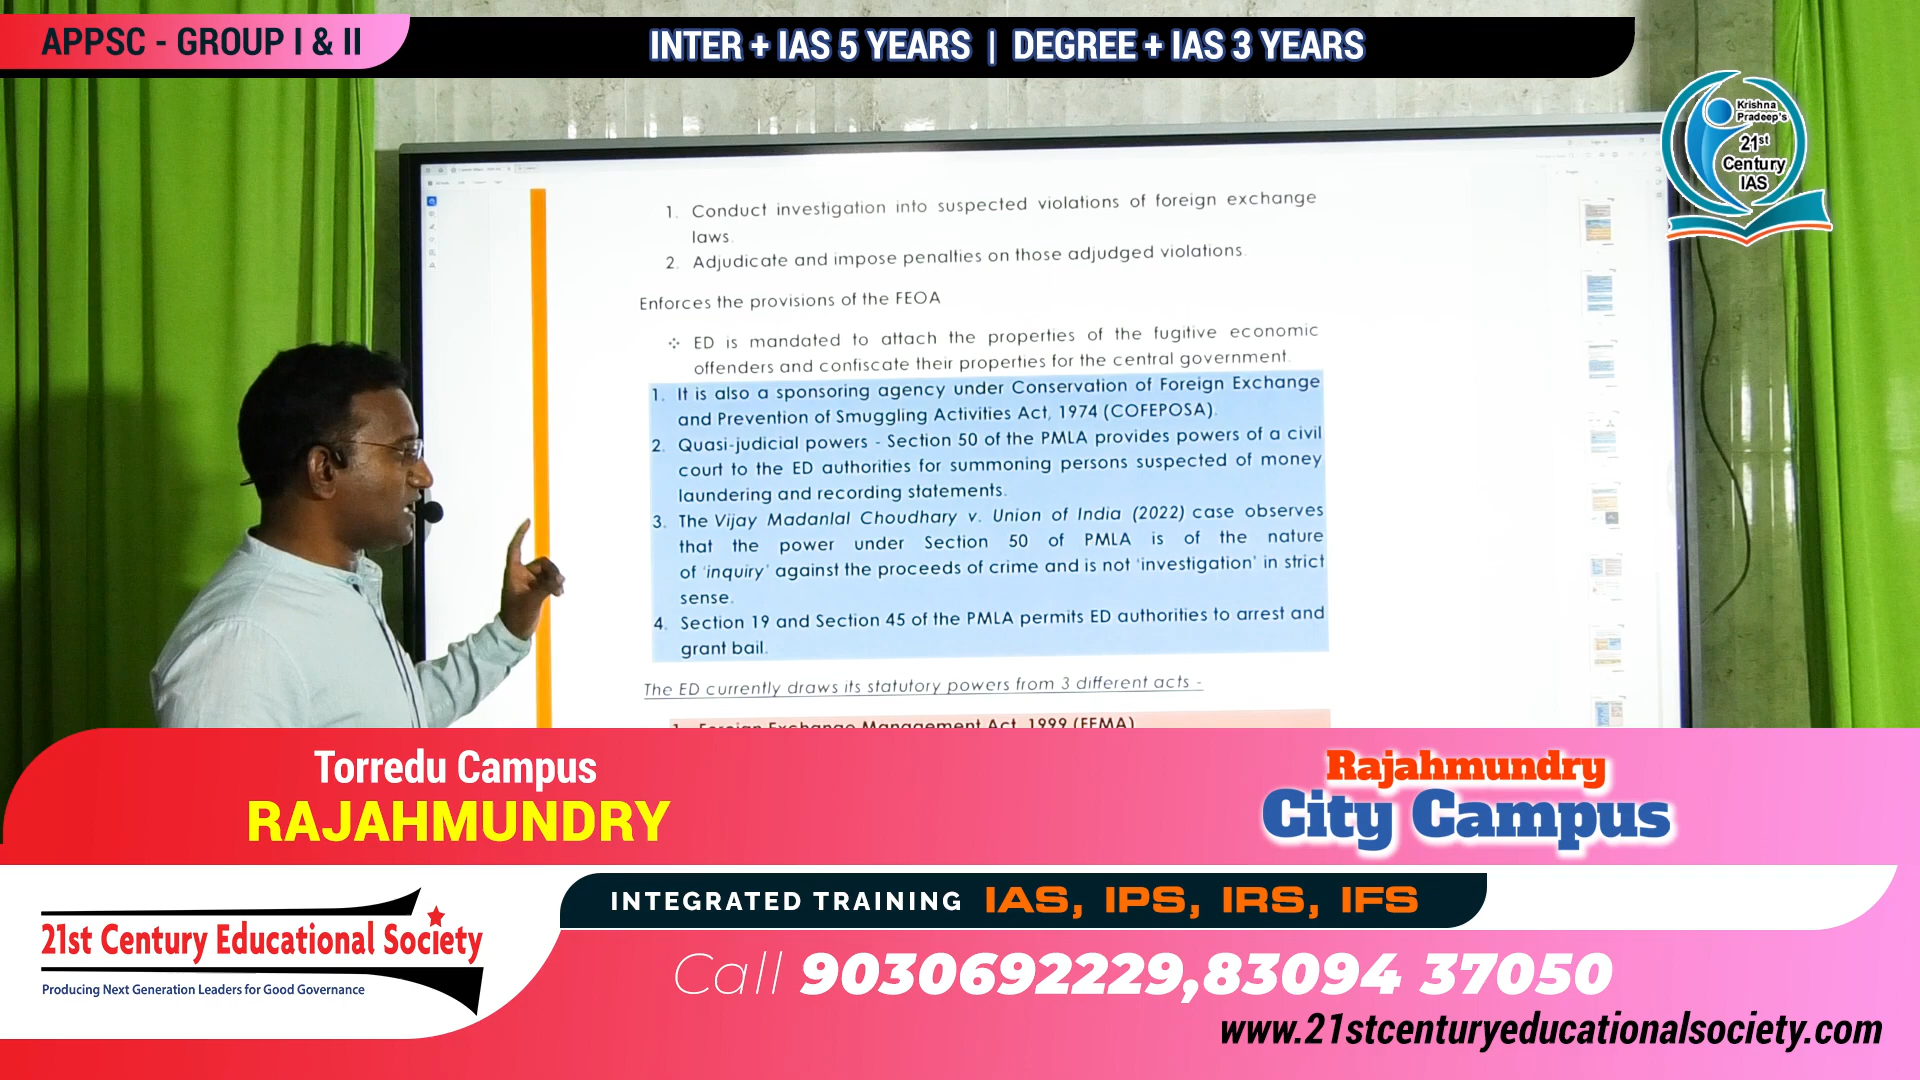 APPSC - GROUP I & II
INTER + IAS 5 YEARS | DEGREE + IAS 3 YEARS
Krishna
Pradeep's
21st
Century
IAS
1. Conduct investigation into suspected violations of foreign exchange
laws.
2. Adjudicate and impose penalties on those adjudged violations.
Enforces the provisions of the FEOA
ED is mandated to attach the properties of the fugitive economic
offenders and confiscate their properties for the central government.
1. It is also a sponsoring agency under Conservation of Foreign Exchange
and Prevention of Smuggling Activities Act, 1974 (COFEPOSA).
2. Quasi-judicial powers - Section 50 of the PMLA provides powers of a civil
court to the ED authorities for summoning persons suspected of money
laundering and recording statements.
3. The Vijay Madanlal Choudhary v. Union of India (2022) case observes
that the power under Section 50 of PMLA is of the nature
of 'inquiry' against the proceeds of crime and is not 'investigation' in strict
sense.
4. Section 19 and Section 45 of the PMLA permits ED authorities to arrest and
grant bail.
The ED currently draws its statutory powers from 3 different acts -
1. Foreign Exchange Management Act, 1999 (FEMA)
Torredu Campus
RAJAHMUNDRY
Rajahmundry
City Campus
INTEGRATED TRAINING IAS, IPS, IRS, IFS
21st Century Educational Society
Producing Next Generation Leaders for Good Governance
Call 9030692229,83094 37050
www.21stcenturyeducationalsociety.com